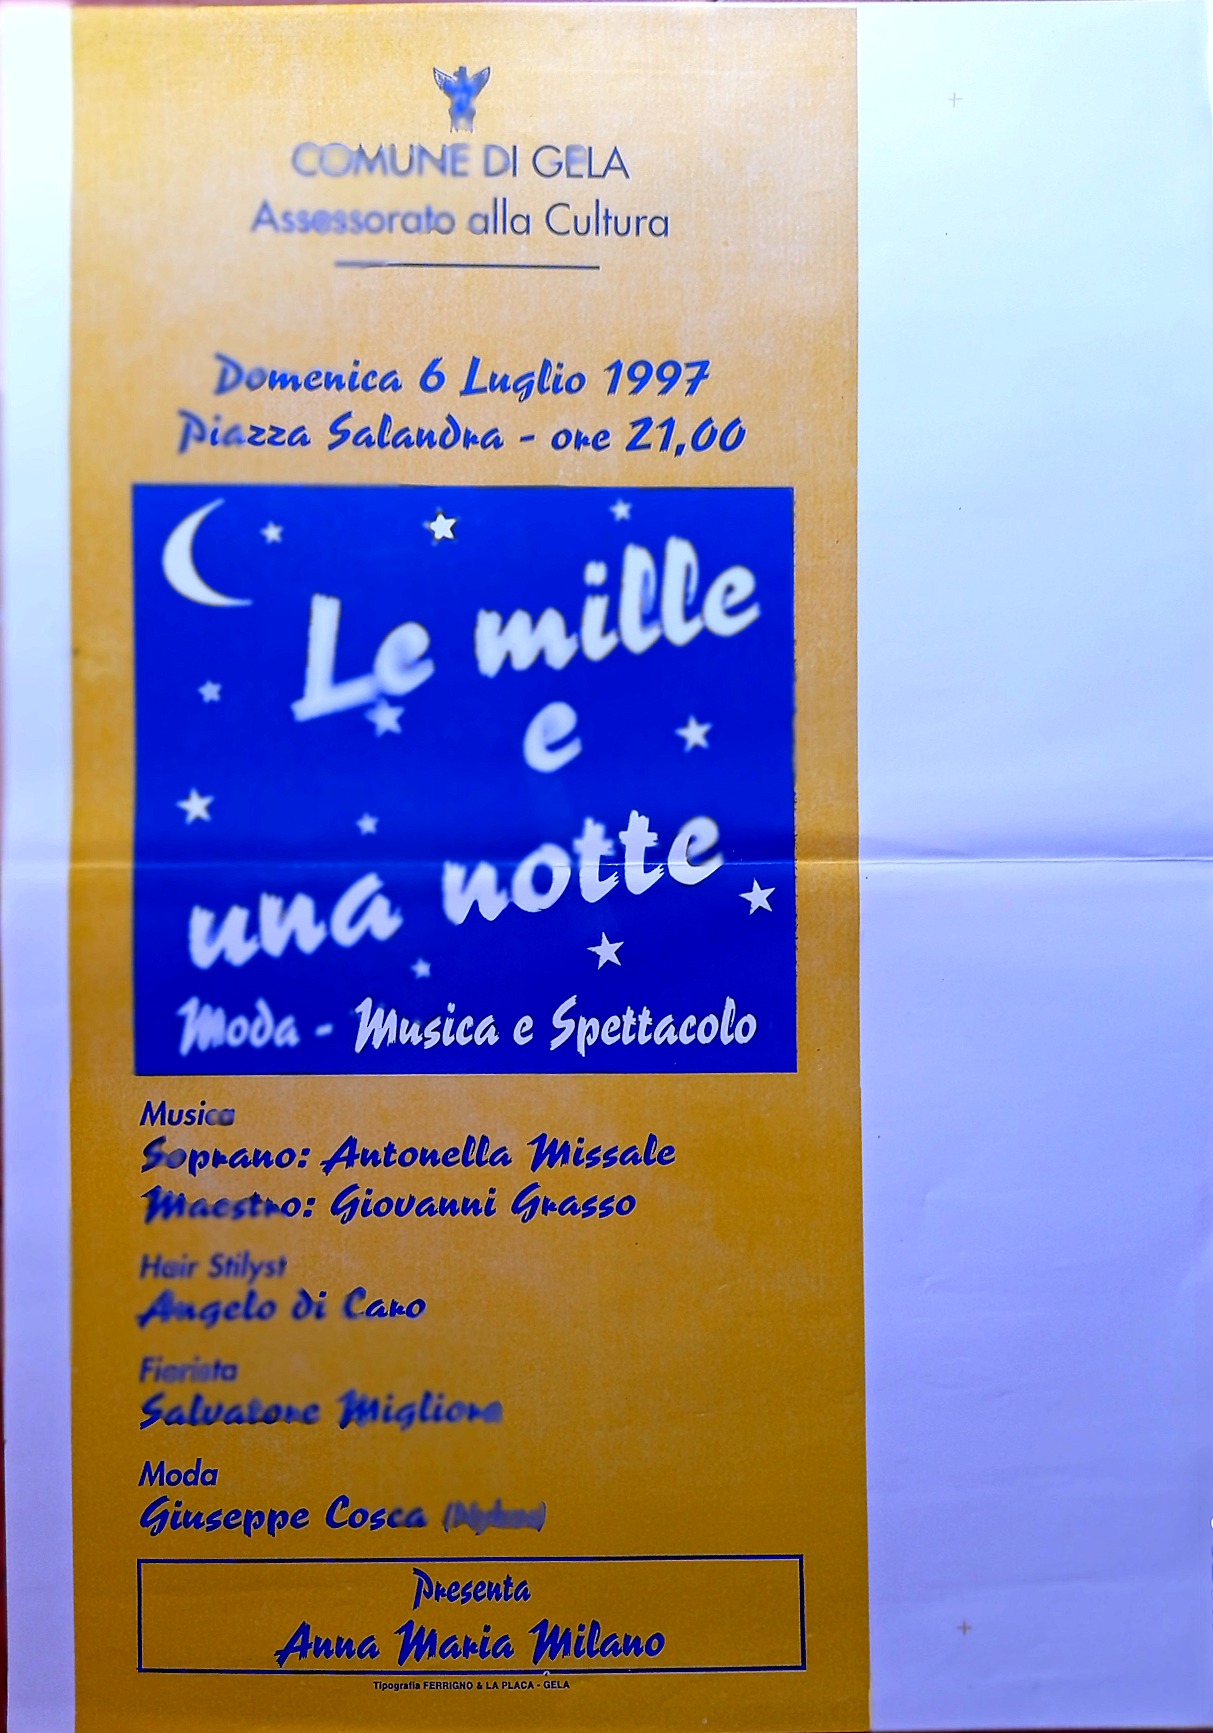 COMUNE DI GELA
Assessorato alla Cultura
Domenica 6 Luglio 1997
Piazza Salandra - ore 21,00
Le mille
e
una notte
Moda - Musica e Spettacolo
Musica
Soprano: Antonella Missale
Maestro: Giovanni Grasso
Hair Stilyst
Angelo di Caro
Fiorista
Salvatore Migliore
Moda
Giuseppe Cosca
Presenta
Anna Maria Milano
Tipografia FERRIGNO & LA PLACA - GELA